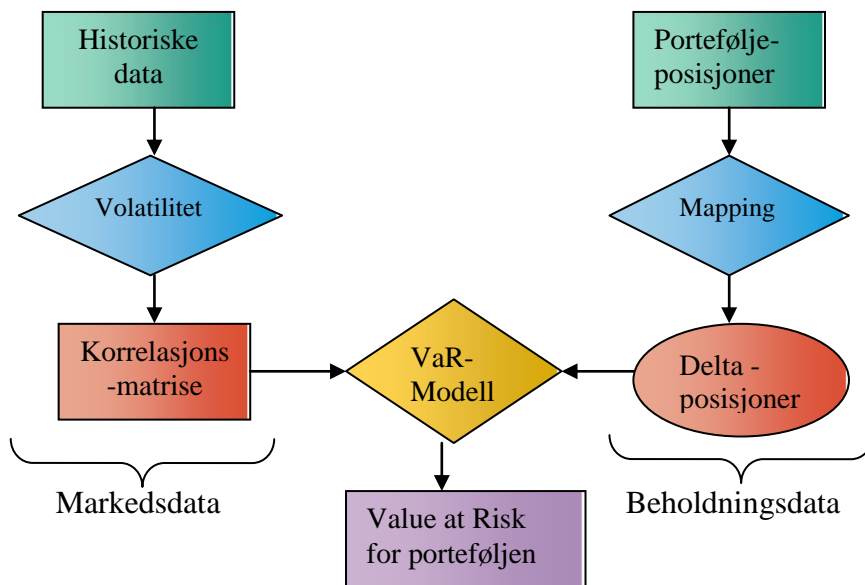 Historiske
data
Portefølje-
posisjoner
Volatilitet
Mapping
Korrelasjons
-matrise
VaR-
Modell
Delta -
posisjoner
Markedsdata
Beholdningsdata
Value at Risk
for porteføljen